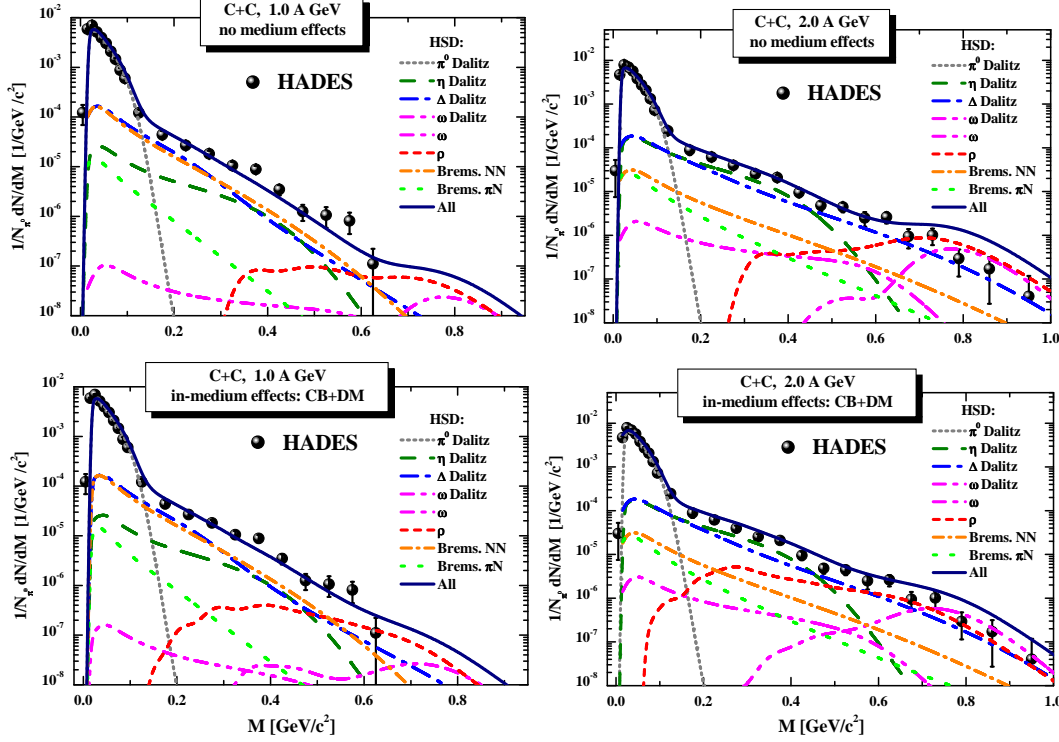 C+C, 1.0 A GeV
no medium effects
HADES
HSD:
π⁰ Dalitz
η Dalitz
Δ Dalitz
ω Dalitz
ω
ρ
Brems. NN
Brems. πN
All
1/N_π⁰ dN/dM [1/GeV /c²]
10⁻²
10⁻³
10⁻⁴
10⁻⁵
10⁻⁶
10⁻⁷
10⁻⁸
0.0 0.2 0.4 0.6 0.8
C+C, 2.0 A GeV
no medium effects
HADES
HSD:
π⁰ Dalitz
η Dalitz
Δ Dalitz
ω Dalitz
ω
ρ
Brems. NN
Brems. πN
All
1/N_π⁰ dN/dM [1/GeV /c²]
10⁻²
10⁻³
10⁻⁴
10⁻⁵
10⁻⁶
10⁻⁷
10⁻⁸
0.0 0.2 0.4 0.6 0.8 1.0
C+C, 1.0 A GeV
in-medium effects: CB+DM
HADES
HSD:
π⁰ Dalitz
η Dalitz
Δ Dalitz
ω Dalitz
ω
ρ
Brems. NN
Brems. πN
All
1/N_π⁰ dN/dM [1/GeV /c²]
10⁻²
10⁻³
10⁻⁴
10⁻⁵
10⁻⁶
10⁻⁷
10⁻⁸
0.0 0.2 0.4 0.6 0.8
M [GeV/c²]
C+C, 2.0 A GeV
in-medium effects: CB+DM
HADES
HSD:
π⁰ Dalitz
η Dalitz
Δ Dalitz
ω Dalitz
ω
ρ
Brems. NN
Brems. πN
All
1/N_π⁰ dN/dM [1/GeV /c²]
10⁻²
10⁻³
10⁻⁴
10⁻⁵
10⁻⁶
10⁻⁷
10⁻⁸
0.0 0.2 0.4 0.6 0.8 1.0
M [GeV/c²]